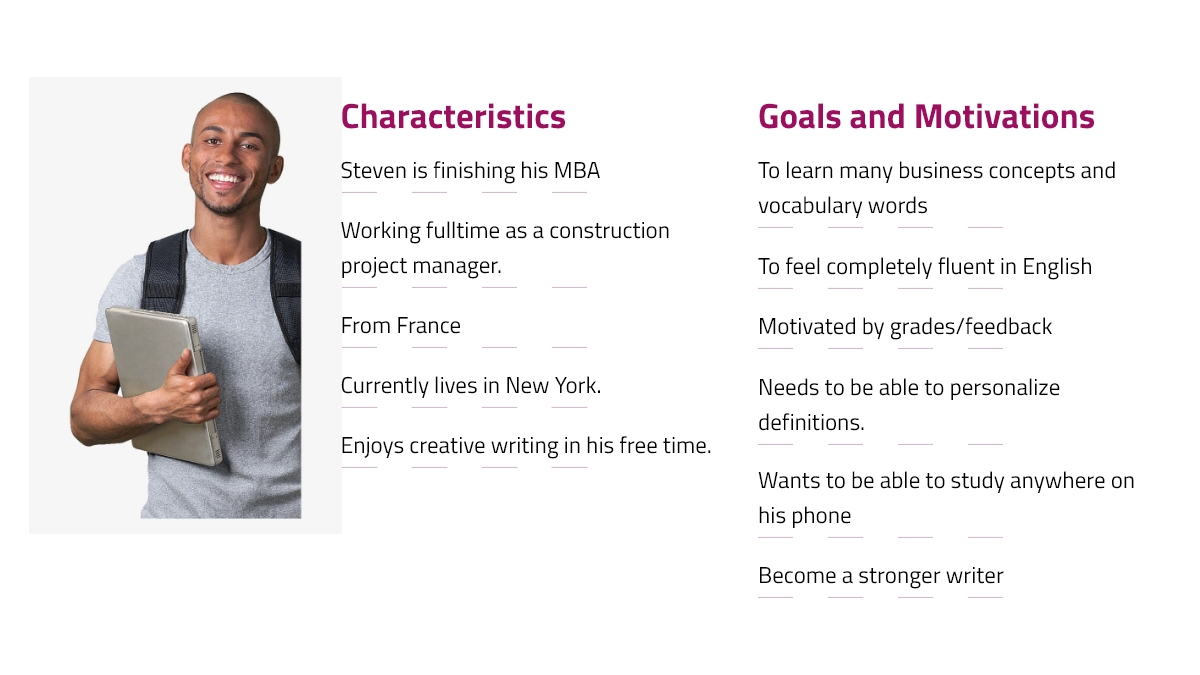 Characteristics
Steven is finishing his MBA
Working fulltime as a construction
project manager.
From France
Currently lives in New York.
Enjoys creative writing in his free time.
Goals and Motivations
To learn many business concepts and
vocabulary words
To feel completely fluent in English
Motivated by grades/feedback
Needs to be able to personalize
definitions.
Wants to be able to study anywhere on
his phone
Become a stronger writer